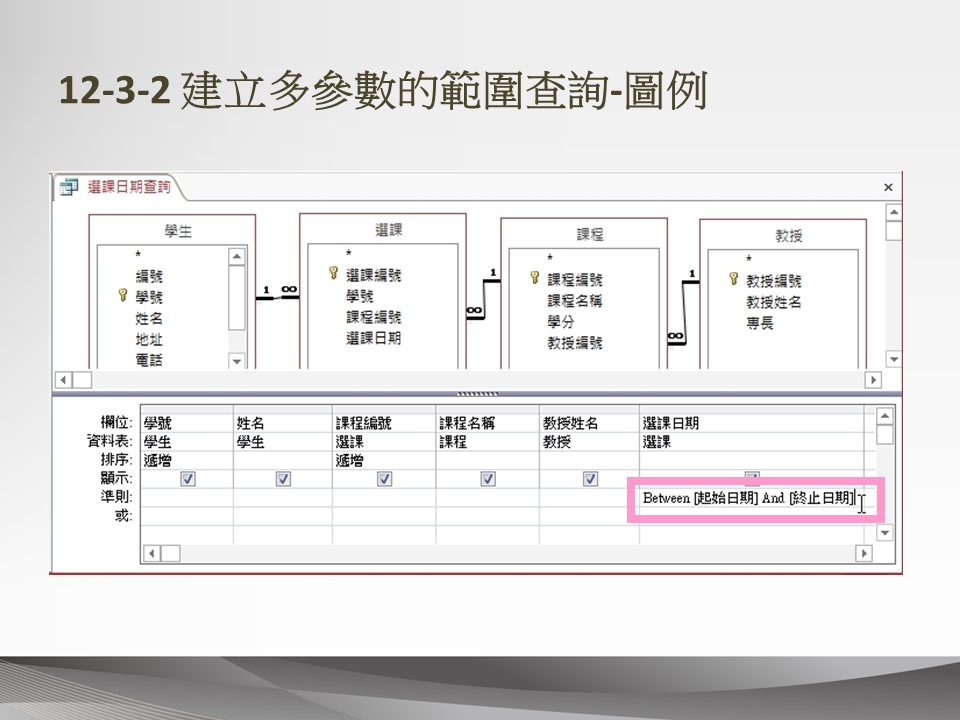 12-3-2 建立多參數的範圍查詢-圖例
選課日期查詢
學生
*
編號
學號
姓名
地址
電話
1 ∞
選課
*
選課編號
學號
課程編號
選課日期
∞ 1
課程
*
課程編號
課程名稱
學分
教授編號
∞ 1
教授
*
教授編號
教授姓名
專長
欄位: 學號 姓名 課程編號 課程名稱 教授姓名 選課日期
資料表: 學生 學生 選課 課程 教授 選課
排序: 遞增 遞增
顯示:
準則: Between [起始日期] And [終止日期]
或: